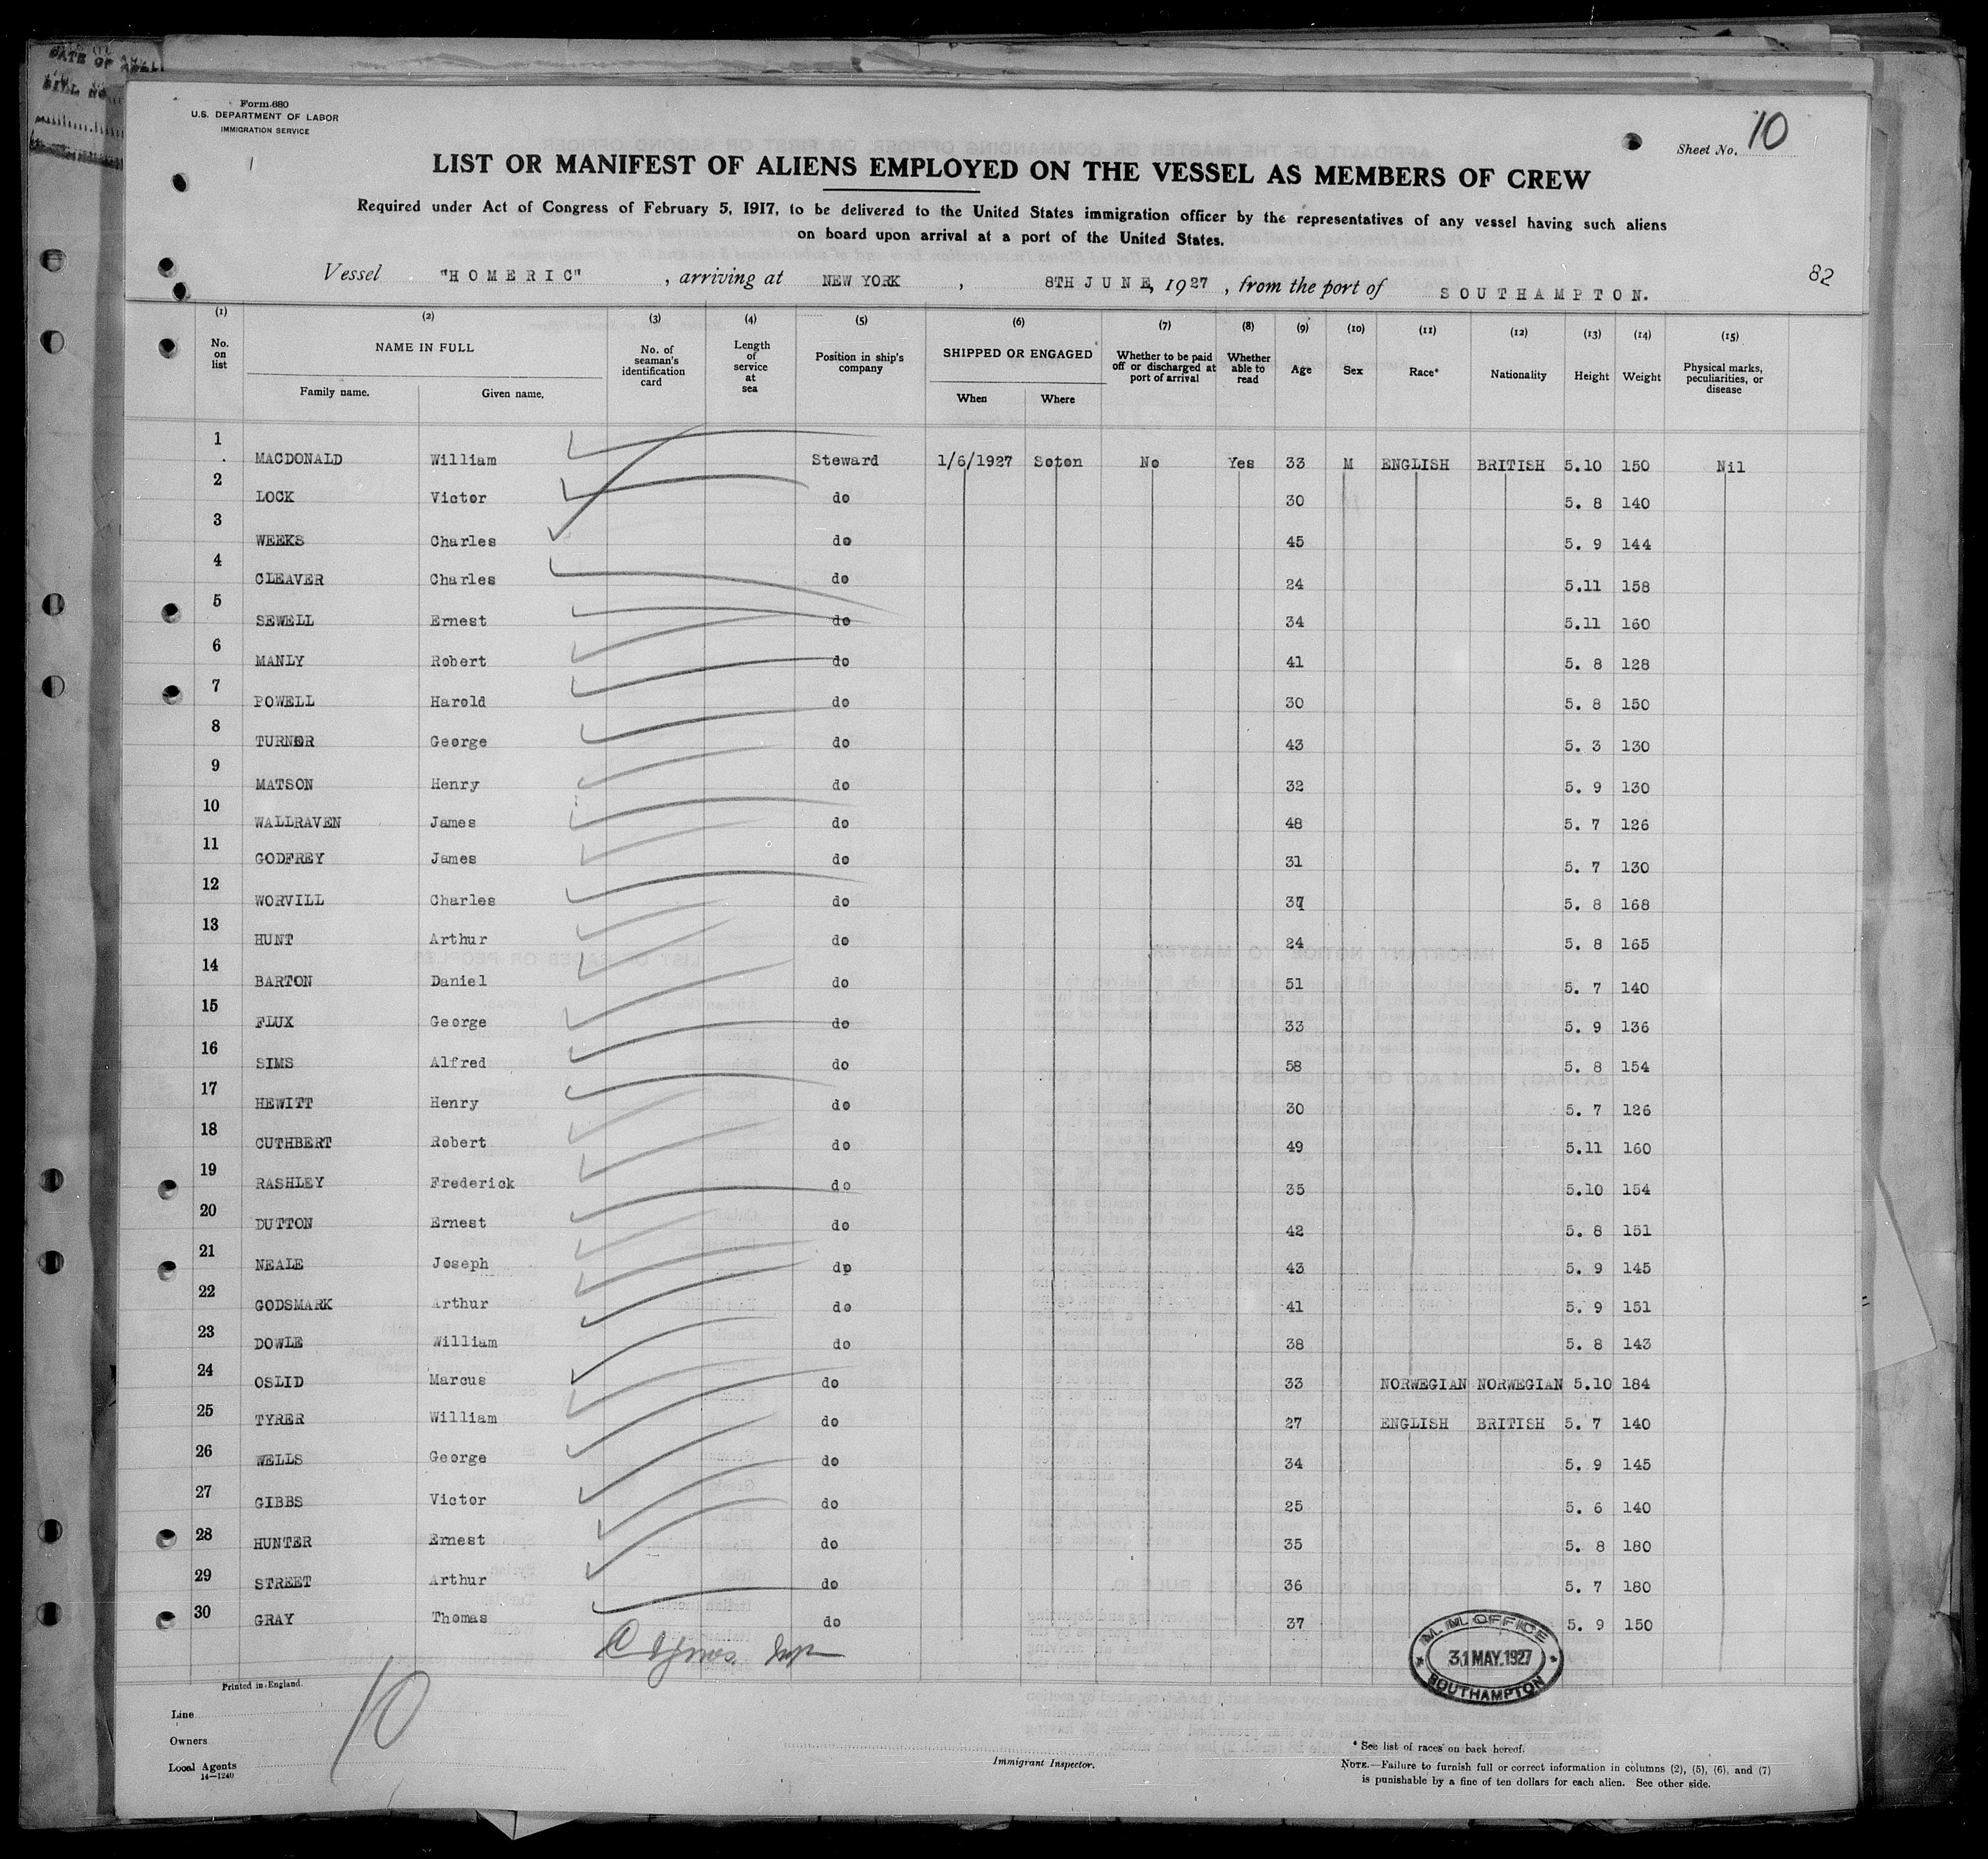 DATE OF
Form 680
U.S. DEPARTMENT OF LABOR
IMMIGRATION SERVICE
Sheet No. 10
LIST OR MANIFEST OF ALIENS EMPLOYED ON THE VESSEL AS MEMBERS OF CREW
Required under Act of Congress of February 5, 1917, to be delivered to the United States immigration officer by the representatives of any vessel having such aliens
on board upon arrival at a port of the United States.
Vessel "HOMERIC", arriving at NEW YORK, 8TH JUNE, 1927, from the port of SOUTHAMPTON.
82
(1) (2) (3) (4) (5) (6) (7) (8) (9) (10) (11) (12) (13) (14) (15)
No. on list NAME IN FULL No. of seaman's identification card Length of service at sea Position in ship's company SHIPPED OR ENGAGED Whether to be paid off or discharged at port of arrival Whether able to read Age Sex Race* Nationality Height Weight Physical marks, peculiarities, or disease
Family name. Given name. When Where
1 MACDONALD William Steward 1/6/1927 Soton No Yes 33 M ENGLISH BRITISH 5.10 150 Nil
2 LOCK Victor do 30 5. 8 140
3 WEEKS Charles do 45 5. 9 144
4 CLEAVER Charles do 24 5.11 158
5 SEWELL Ernest do 34 5.11 160
6 MANLY Robert do 41 5. 8 128
7 POWELL Harold do 30 5. 8 150
8 TURNER George do 43 5. 3 130
9 MATSON Henry do 32 5. 9 130
10 WALLRAVEN James do 48 5. 7 126
11 GODFREY James do 31 5. 7 130
12 WORVILL Charles do 37 5. 8 168
13 HUNT Arthur do 24 5. 8 165
14 BARTON Daniel do 51 5. 7 140
15 FLUX George do 33 5. 9 136
16 SIMS Alfred do 58 5. 8 154
17 HEWITT Henry do 30 5. 7 126
18 CUTHBERT Robert do 49 5.11 160
19 RASHLEY Frederick do 35 5.10 154
20 DUTTON Ernest do 42 5. 8 151
21 NEALE Joseph dp 43 5. 9 145
22 GODSMARK Arthur do 41 5. 9 151
23 DOWLE William do 38 5. 8 143
24 OSLID Marcus do 33 NORWEGIAN NORWEGIAN 5.10 184
25 TYRER William do 27 ENGLISH BRITISH 5. 7 140
26 WELLS George do 34 5. 9 145
27 GIBBS Victor do 25 5. 6 140
28 HUNTER Ernest do 35 5. 8 180
29 STREET Arthur do 36 5. 7 180
30 GRAY Thomas do 37 5. 9 150
M.M. OFFICE
31 MAY.1927
SOUTHAMPTON
Printed in England.
10
Line
Owners
Local Agents
14—1240
Immigrant Inspector.
* See list of races on back hereof.
NOTE.—Failure to furnish full or correct information in columns (2), (5), (6), and (7)
is punishable by a fine of ten dollars for each alien. See other side.